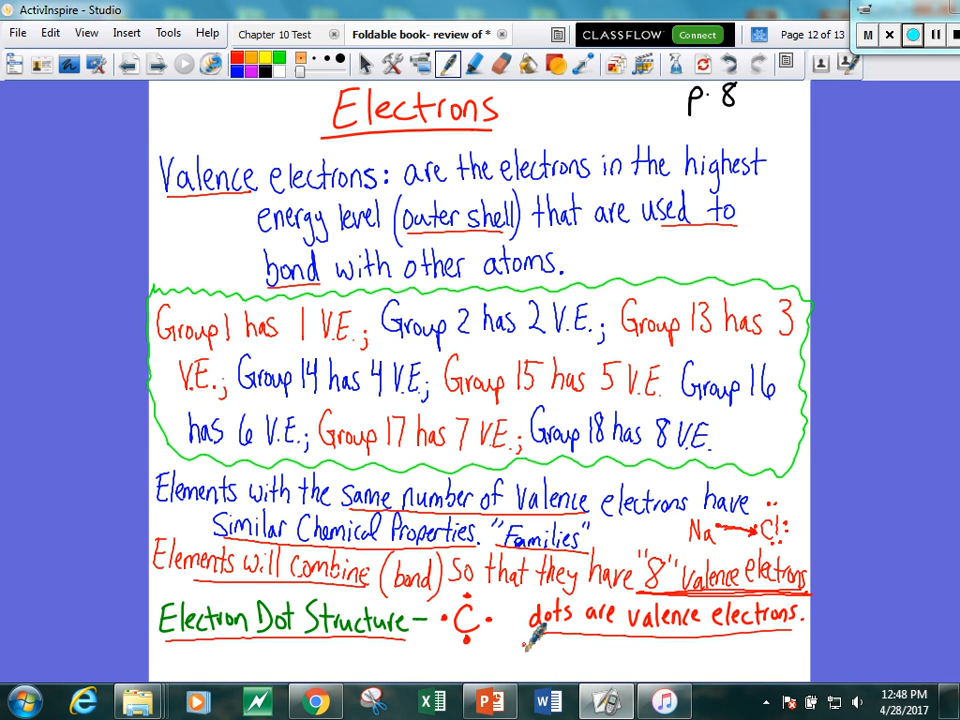 ActivInspire - Studio
File Edit View Insert Tools Help
Chapter 10 Test
Foldable book- review of *
CLASSFLOW Connect
Page 12 of 13
M
Electrons
p. 8
Valence electrons: are the electrons in the highest
energy level (outer shell) that are used to
bond with other atoms.
Group 1 has 1 V.E.; Group 2 has 2 V.E.; Group 13 has 3
V.E.; Group 14 has 4 V.E.; Group 15 has 5 V.E. Group 16
has 6 V.E.; Group 17 has 7 V.E.; Group 18 has 8 V.E.
Elements with the same number of valence electrons have
Similar Chemical Properties. "Families"
Na Cl
Elements will combine (bond) So that they have "8" valence electrons.
Electron Dot Structure - C dots are valence electrons.
12:48 PM
4/28/2017